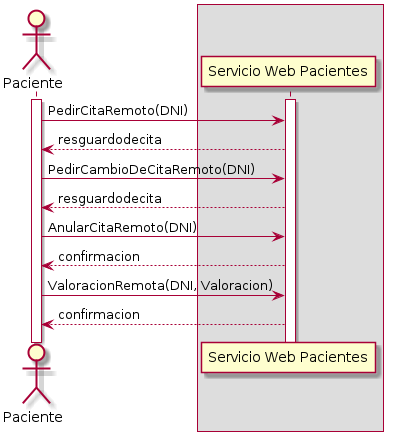 Servicio Web Pacientes
Paciente
PedirCitaRemoto(DNI)
resguardodecita
PedirCambioDeCitaRemoto(DNI)
resguardodecita
AnularCitaRemoto(DNI)
confirmacion
ValoracionRemota(DNI, Valoracion)
confirmacion
Servicio Web Pacientes
Paciente